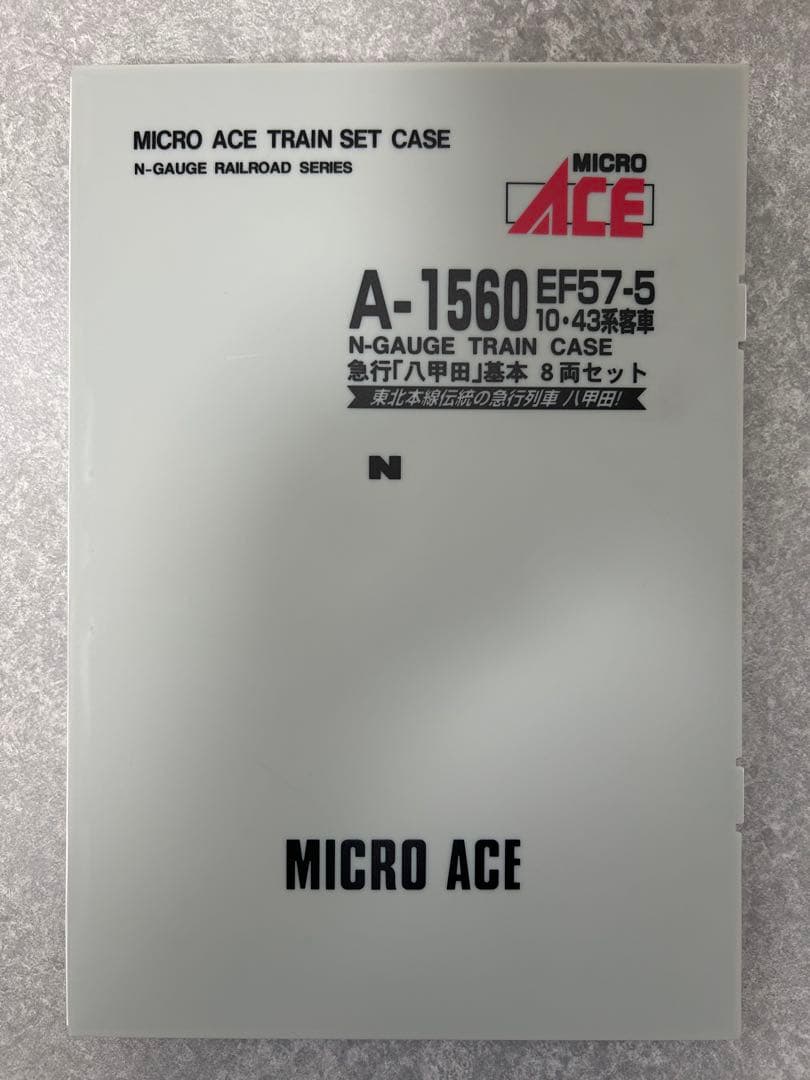 MICRO ACE TRAIN SET CASE
N-GAUGE RAILROAD SERIES
MICRO
ACE
A-1560 EF57-5
10・43系客車
N-GAUGE TRAIN CASE
急行「八甲田」基本 8両セット
東北本線伝統の急行列車 八甲田!
N
MICRO ACE